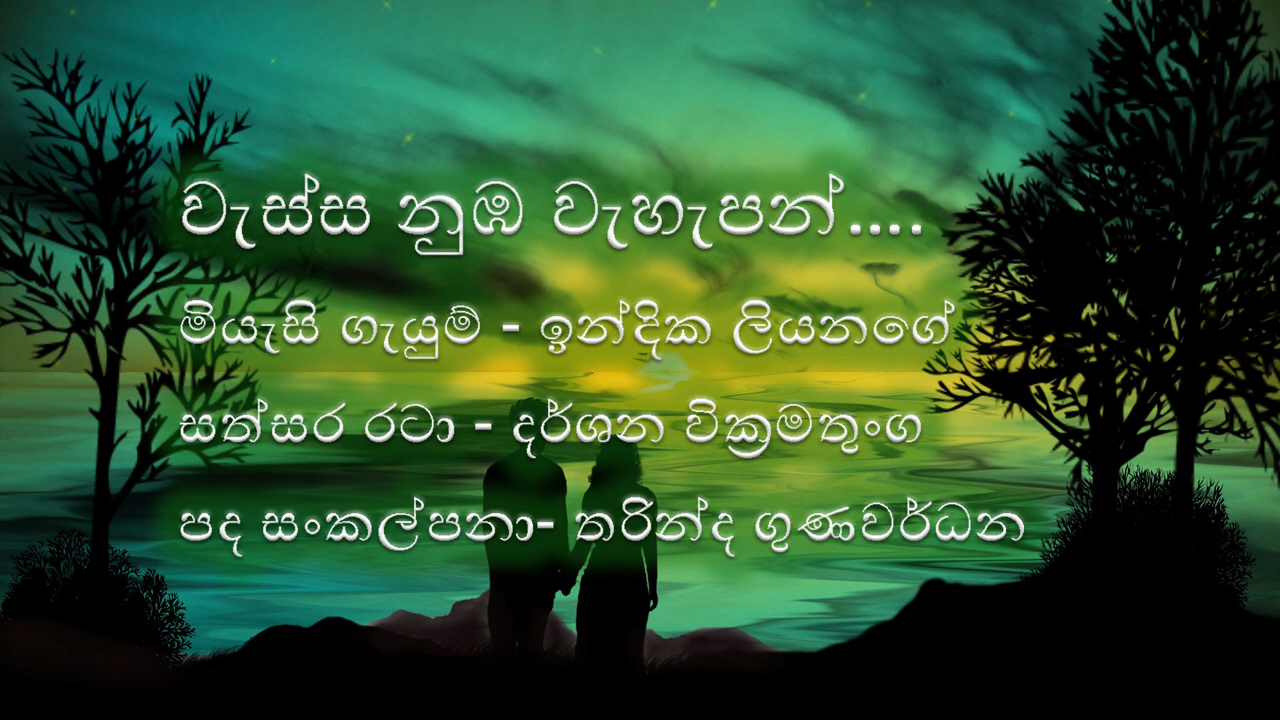 වැස්ස නුඹ වැහැපන්....
මියැසි ගැයුම් - ඉන්දික ලියනගේ
සත්සර රටා - දර්ශන වික්‍රමතුංග
පද සංකල්පනා- තරින්ද ගුණවර්ධන